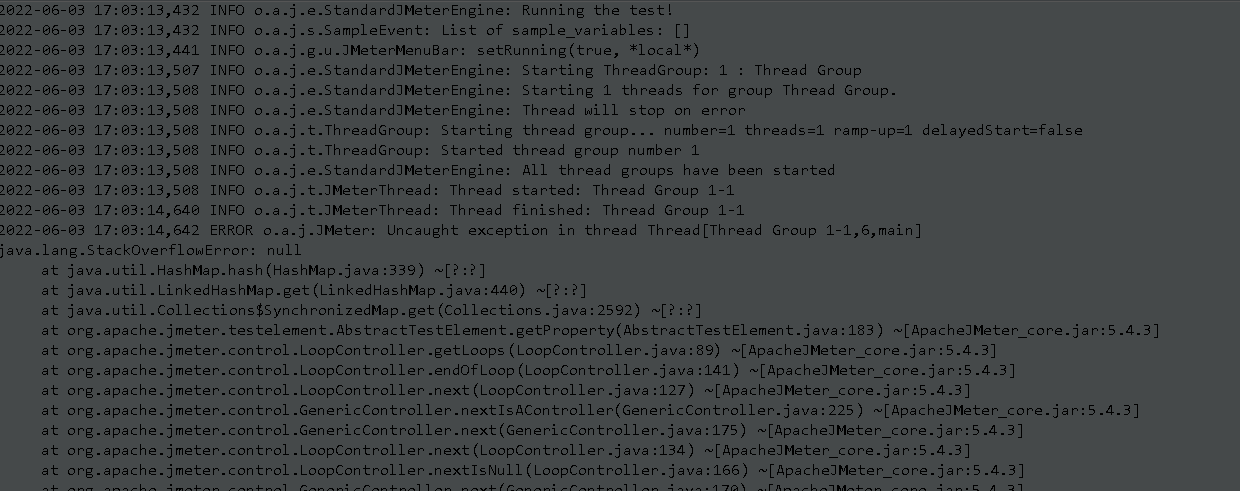 2022-06-03 17:03:13,432 INFO o.a.j.e.StandardJMeterEngine: Running the test!
2022-06-03 17:03:13,432 INFO o.a.j.s.SampleEvent: List of sample_variables: []
2022-06-03 17:03:13,441 INFO o.a.j.g.u.JMeterMenuBar: setRunning(true, *local*)
2022-06-03 17:03:13,507 INFO o.a.j.e.StandardJMeterEngine: Starting ThreadGroup: 1 : Thread Group
2022-06-03 17:03:13,508 INFO o.a.j.e.StandardJMeterEngine: Starting 1 threads for group Thread Group.
2022-06-03 17:03:13,508 INFO o.a.j.e.StandardJMeterEngine: Thread will stop on error
2022-06-03 17:03:13,508 INFO o.a.j.t.ThreadGroup: Starting thread group... number=1 threads=1 ramp-up=1 delayedStart=false
2022-06-03 17:03:13,508 INFO o.a.j.t.ThreadGroup: Started thread group number 1
2022-06-03 17:03:13,508 INFO o.a.j.e.StandardJMeterEngine: All thread groups have been started
2022-06-03 17:03:13,508 INFO o.a.j.t.JMeterThread: Thread started: Thread Group 1-1
2022-06-03 17:03:14,640 INFO o.a.j.t.JMeterThread: Thread finished: Thread Group 1-1
2022-06-03 17:03:14,642 ERROR o.a.j.JMeter: Uncaught exception in thread Thread[Thread Group 1-1,6,main]
java.lang.StackOverflowError: null
at java.util.HashMap.hash(HashMap.java:339) ~[?:?]
at java.util.LinkedHashMap.get(LinkedHashMap.java:440) ~[?:?]
at java.util.Collections$SynchronizedMap.get(Collections.java:2592) ~[?:?]
at org.apache.jmeter.testelement.AbstractTestElement.getProperty(AbstractTestElement.java:183) ~[ApacheJMeter_core.jar:5.4.3]
at org.apache.jmeter.control.LoopController.getLoops(LoopController.java:89) ~[ApacheJMeter_core.jar:5.4.3]
at org.apache.jmeter.control.LoopController.endOfLoop(LoopController.java:141) ~[ApacheJMeter_core.jar:5.4.3]
at org.apache.jmeter.control.LoopController.next(LoopController.java:127) ~[ApacheJMeter_core.jar:5.4.3]
at org.apache.jmeter.control.GenericController.nextIsAController(GenericController.java:225) ~[ApacheJMeter_core.jar:5.4.3]
at org.apache.jmeter.control.GenericController.next(GenericController.java:175) ~[ApacheJMeter_core.jar:5.4.3]
at org.apache.jmeter.control.LoopController.next(LoopController.java:134) ~[ApacheJMeter_core.jar:5.4.3]
at org.apache.jmeter.control.LoopController.nextIsNull(LoopController.java:166) ~[ApacheJMeter_core.jar:5.4.3]
at org.apache.jmeter.control.GenericController.next(GenericController.java:170) ~[ApacheJMeter_core.jar:5.4.3]